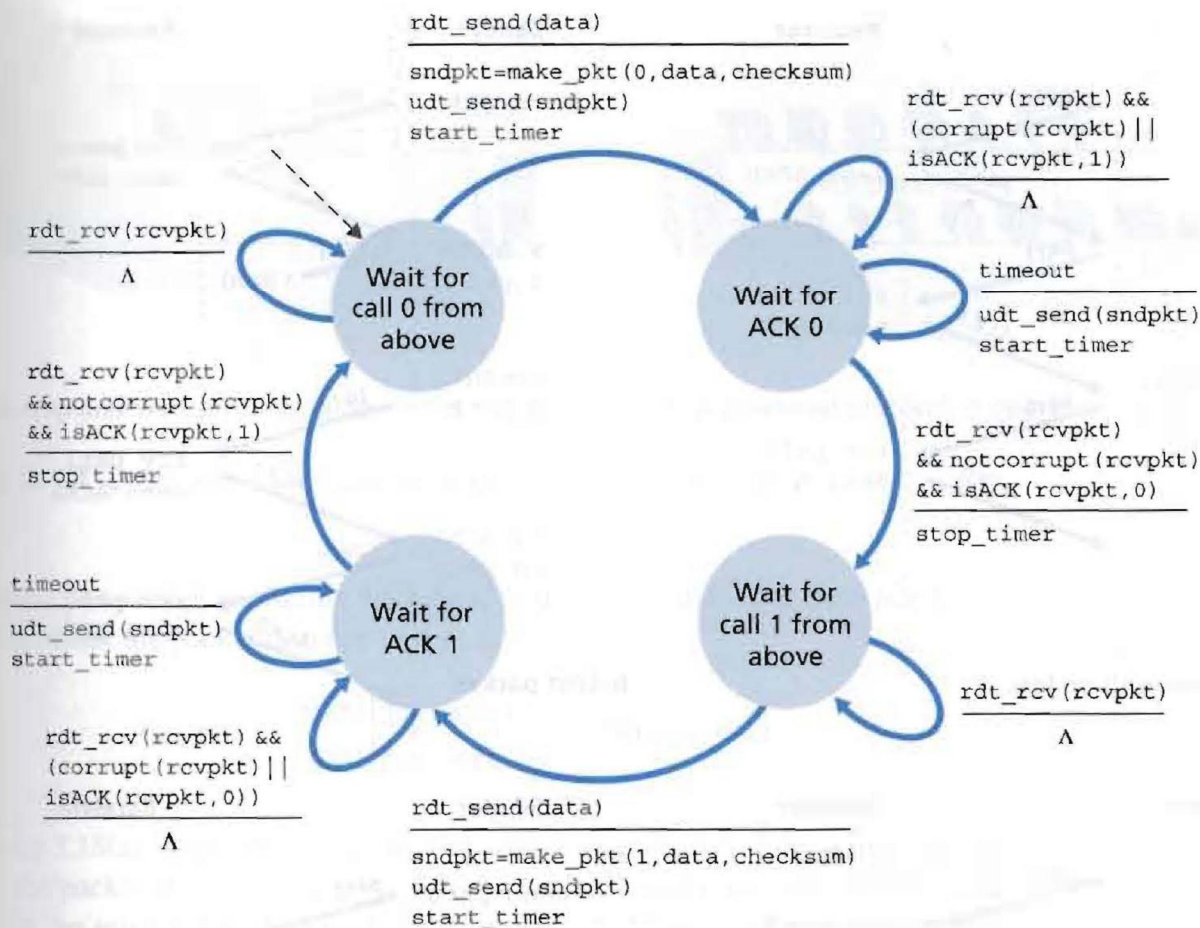 rdt_send(data)
sndpkt=make_pkt(0,data,checksum)
udt_send(sndpkt)
start_timer
rdt_rcv(rcvpkt) &&
(corrupt(rcvpkt)||
isACK(rcvpkt,1))
Λ
rdt_rcv(rcvpkt)
Λ
Wait for
call 0 from
above
Wait for
ACK 0
timeout
udt_send(sndpkt)
start_timer
rdt_rcv(rcvpkt)
&& notcorrupt(rcvpkt)
&& isACK(rcvpkt,1)
stop_timer
rdt_rcv(rcvpkt)
&& notcorrupt(rcvpkt)
&& isACK(rcvpkt,0)
stop_timer
timeout
udt_send(sndpkt)
start_timer
Wait for
ACK 1
Wait for
call 1 from
above
rdt_rcv(rcvpkt)
Λ
rdt_rcv(rcvpkt) &&
(corrupt(rcvpkt)||
isACK(rcvpkt,0))
Λ
rdt_send(data)
sndpkt=make_pkt(1,data,checksum)
udt_send(sndpkt)
start_timer